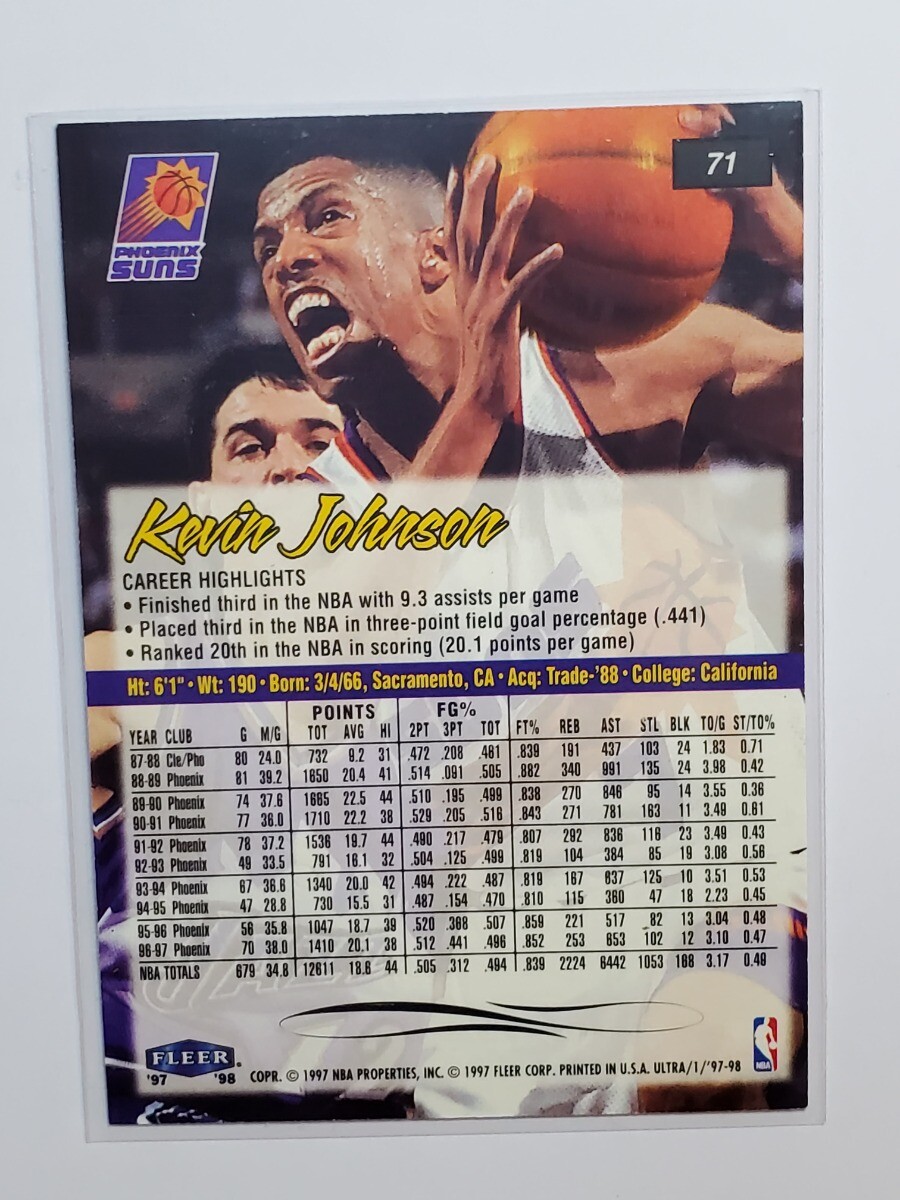 71
PHOENIX
SUNS
Kevin Johnson
CAREER HIGHLIGHTS
• Finished third in the NBA with 9.3 assists per game
• Placed third in the NBA in three-point field goal percentage (.441)
• Ranked 20th in the NBA in scoring (20.1 points per game)
Ht: 6'1" • Wt: 190 • Born: 3/4/66, Sacramento, CA • Acq: Trade-'88 • College: California
POINTS FG%
YEAR CLUB G M/G TOT AVG HI 2PT 3PT TOT FT% REB AST STL BLK TO/G ST/TO%
87-88 Cle/Pho 80 24.0 732 9.2 31 .472 .208 .461 .839 191 437 103 24 1.83 0.71
88-89 Phoenix 81 39.2 1650 20.4 41 .514 .091 .505 .882 340 991 135 24 3.98 0.42
89-90 Phoenix 74 37.6 1665 22.5 44 .510 .195 .499 .838 270 846 95 14 3.55 0.36
90-91 Phoenix 77 36.0 1710 22.2 38 .529 .205 .516 .843 271 781 163 11 3.49 0.61
91-92 Phoenix 78 37.2 1536 19.7 44 .490 .217 .479 .807 292 836 116 23 3.49 0.43
92-93 Phoenix 49 33.5 791 16.1 32 .504 .125 .499 .819 104 384 85 19 3.08 0.56
93-94 Phoenix 67 36.6 1340 20.0 42 .494 .222 .487 .819 167 637 125 10 3.51 0.53
94-95 Phoenix 47 28.8 730 15.5 31 .487 .154 .470 .810 115 360 47 18 2.23 0.45
95-96 Phoenix 56 35.8 1047 18.7 39 .520 .368 .507 .859 221 517 82 13 3.04 0.48
96-97 Phoenix 70 38.0 1410 20.1 38 .512 .441 .496 .852 253 653 102 12 3.10 0.47
NBA TOTALS 679 34.8 12611 18.6 44 .505 .312 .494 .839 2224 6442 1053 168 3.17 0.49
FLEER
'97 '98
COPR. © 1997 NBA PROPERTIES, INC. © 1997 FLEER CORP. PRINTED IN U.S.A. ULTRA/1/'97-98
NBA